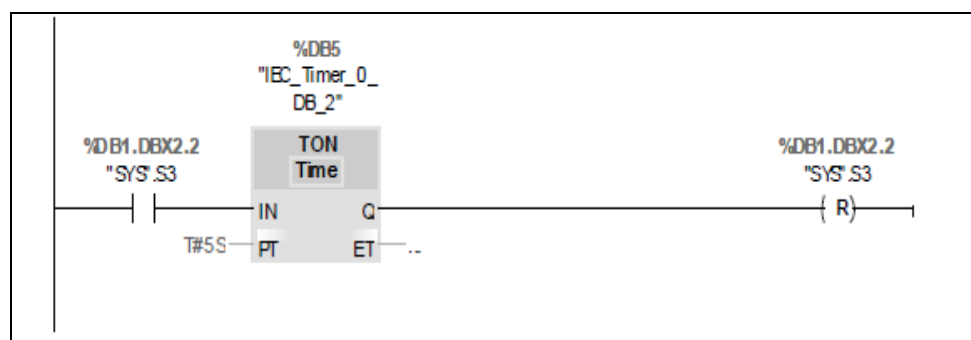 %DB5
"IEC_Timer_0_
DB_2"
%DB1.DBX2.2
"SYS".S3
TON
Time
%DB1.DBX2.2
"SYS".S3
IN
Q
( R)
T#5S
PT
ET
...